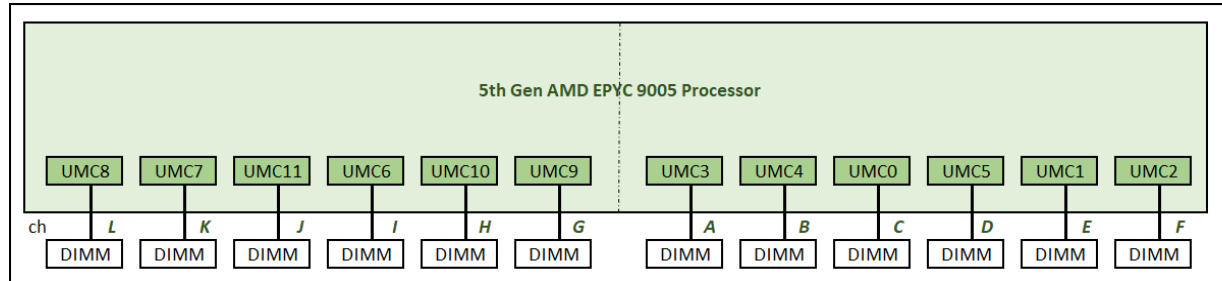 5th Gen AMD EPYC 9005 Processor
UMC8 UMC7 UMC11 UMC6 UMC10 UMC9 UMC3 UMC4 UMC0 UMC5 UMC1 UMC2
ch L K J I H G A B C D E F
DIMM DIMM DIMM DIMM DIMM DIMM DIMM DIMM DIMM DIMM DIMM DIMM